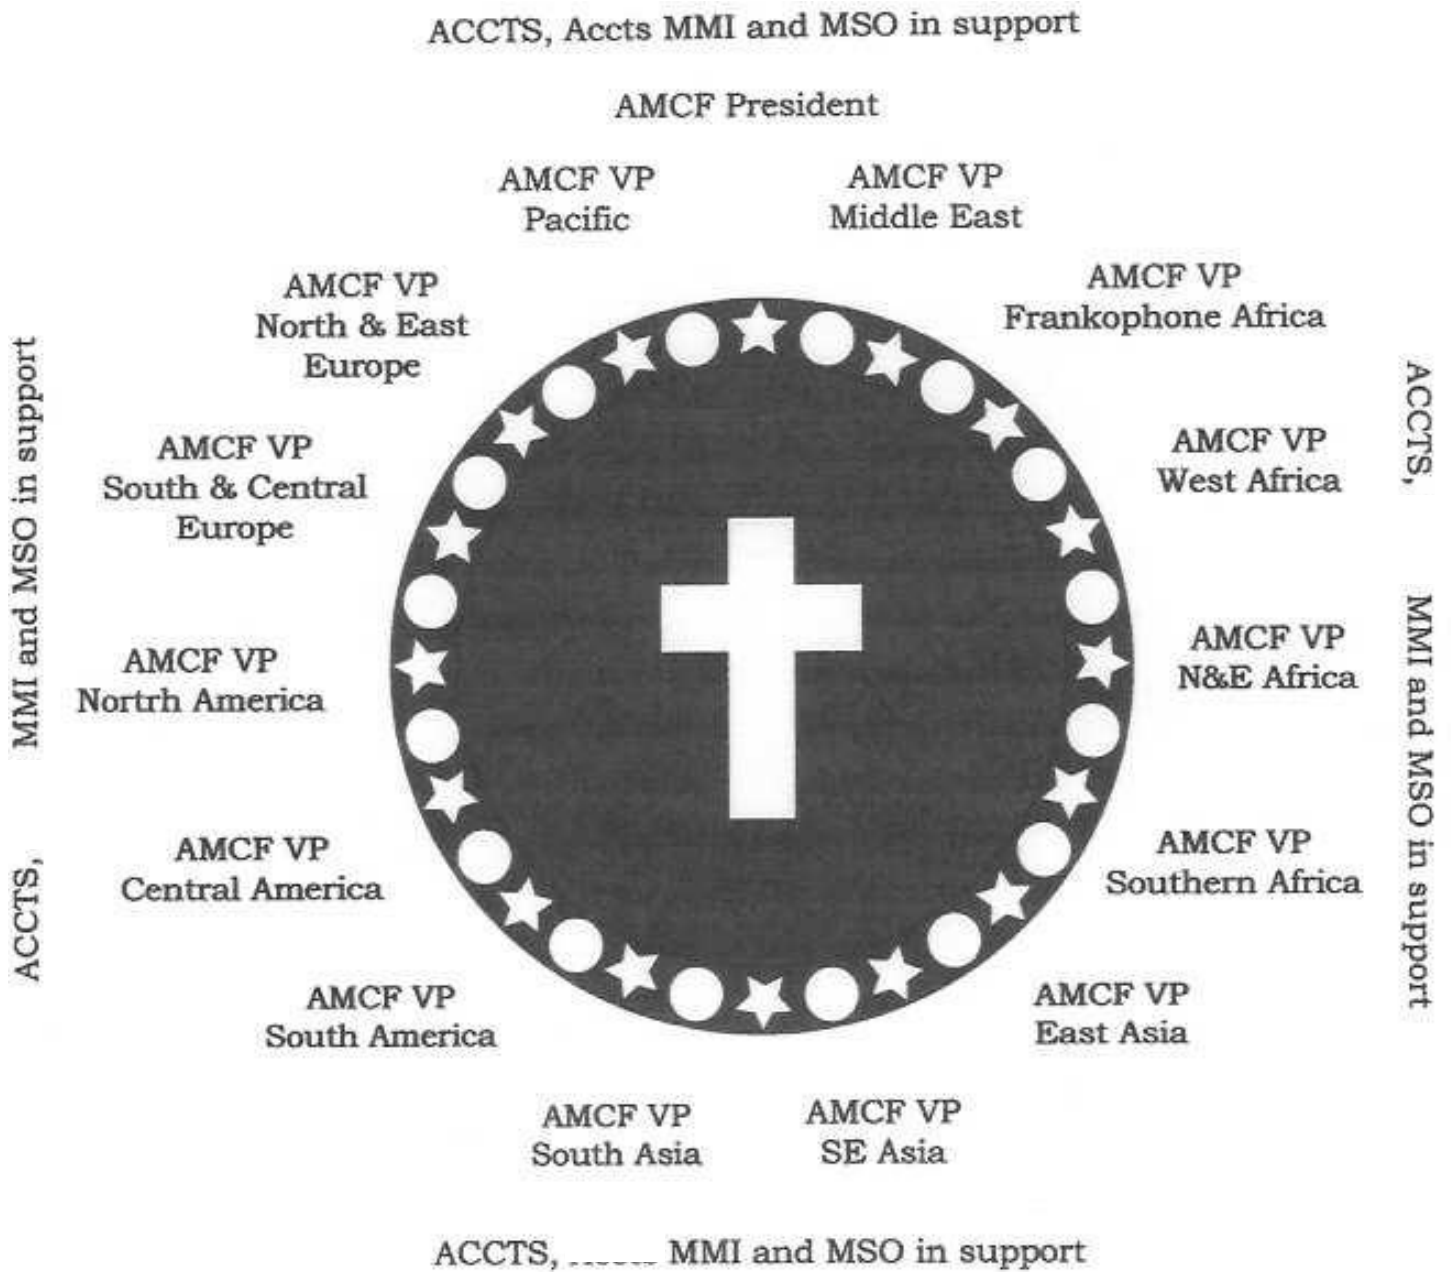 ACCTS, Accts MMI and MSO in support
AMCF President
AMCF VP
Pacific
AMCF VP
Middle East
AMCF VP
North & East
Europe
AMCF VP
Frankophone Africa
AMCF VP
South & Central
Europe
AMCF VP
West Africa
AMCF VP
Nortrh America
AMCF VP
N&E Africa
AMCF VP
Central America
AMCF VP
Southern Africa
AMCF VP
South America
AMCF VP
East Asia
AMCF VP
South Asia
AMCF VP
SE Asia
ACCTS, MMI and MSO in support
ACCTS, MMI and MSO in support
ACCTS, MMI and MSO in support